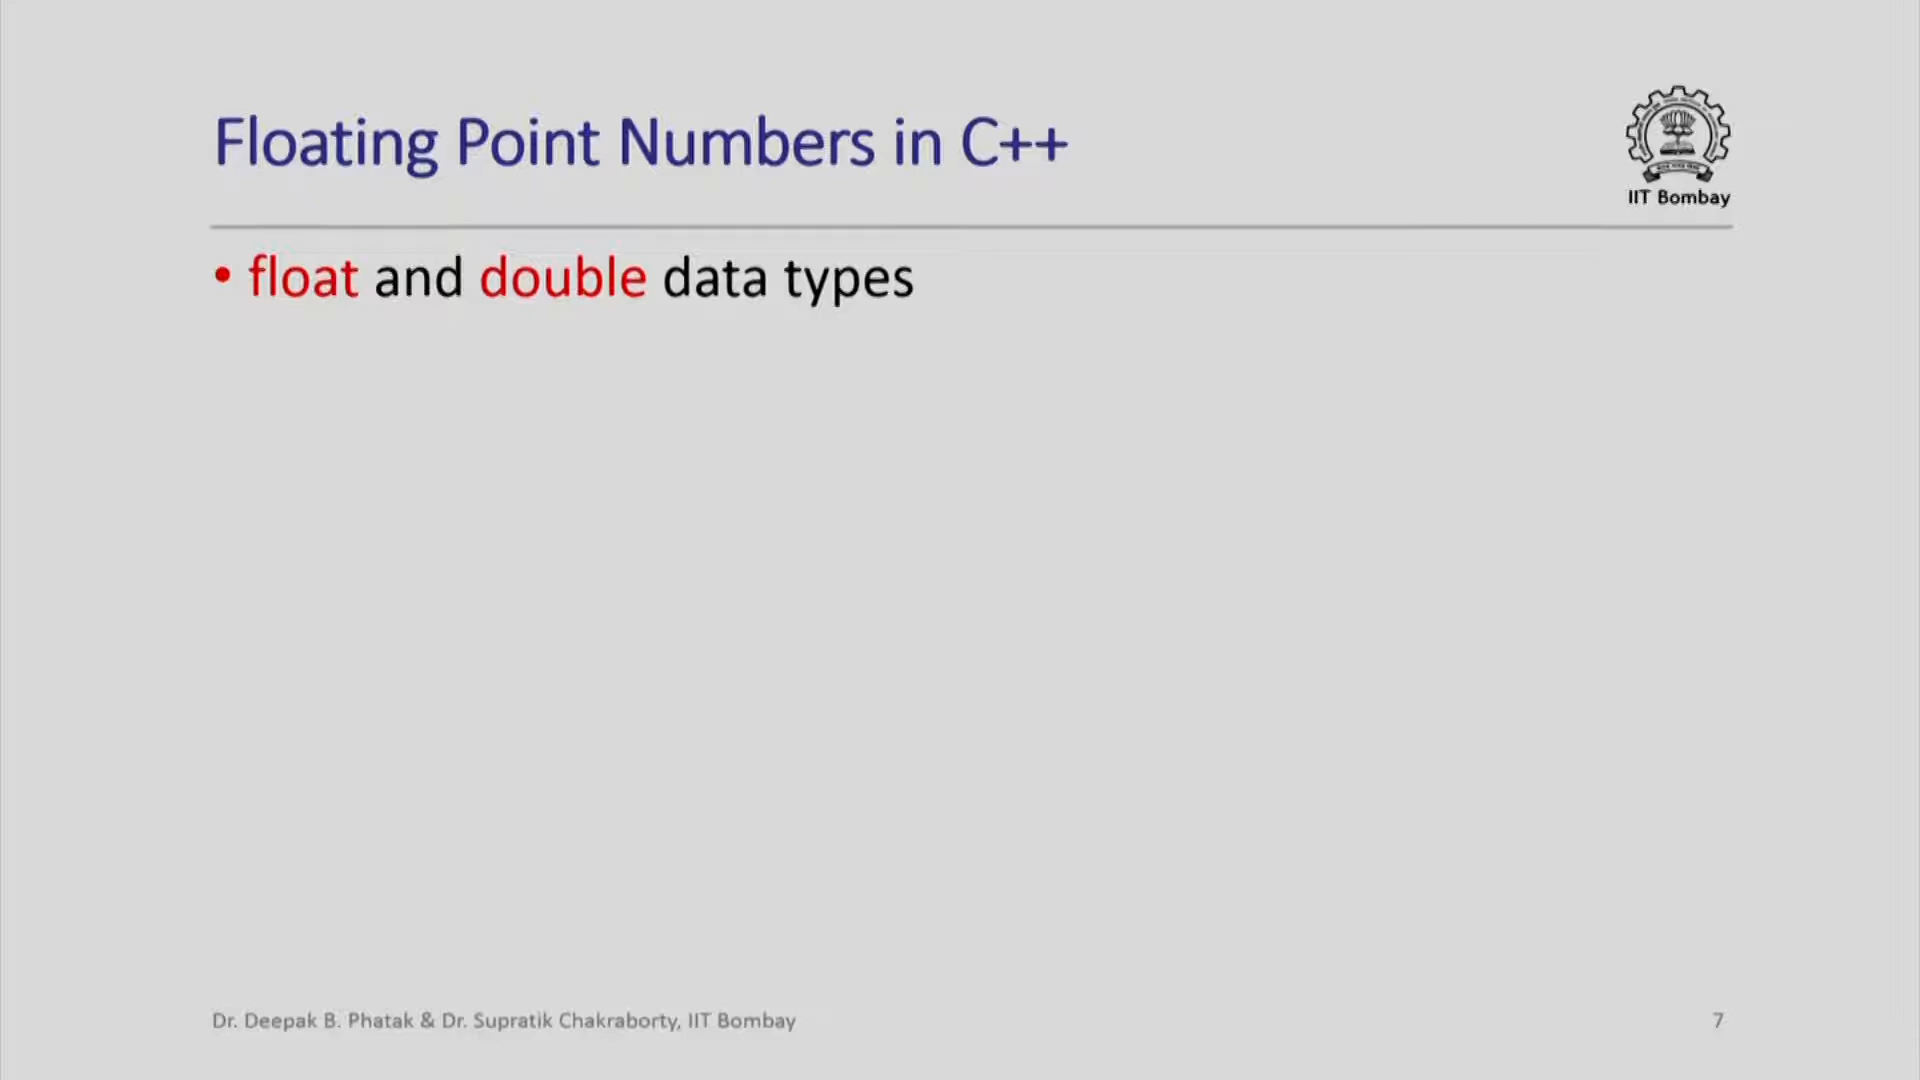 Floating Point Numbers in C++
IIT Bombay
• float and double data types
Dr. Deepak B. Phatak & Dr. Supratik Chakraborty, IIT Bombay
7